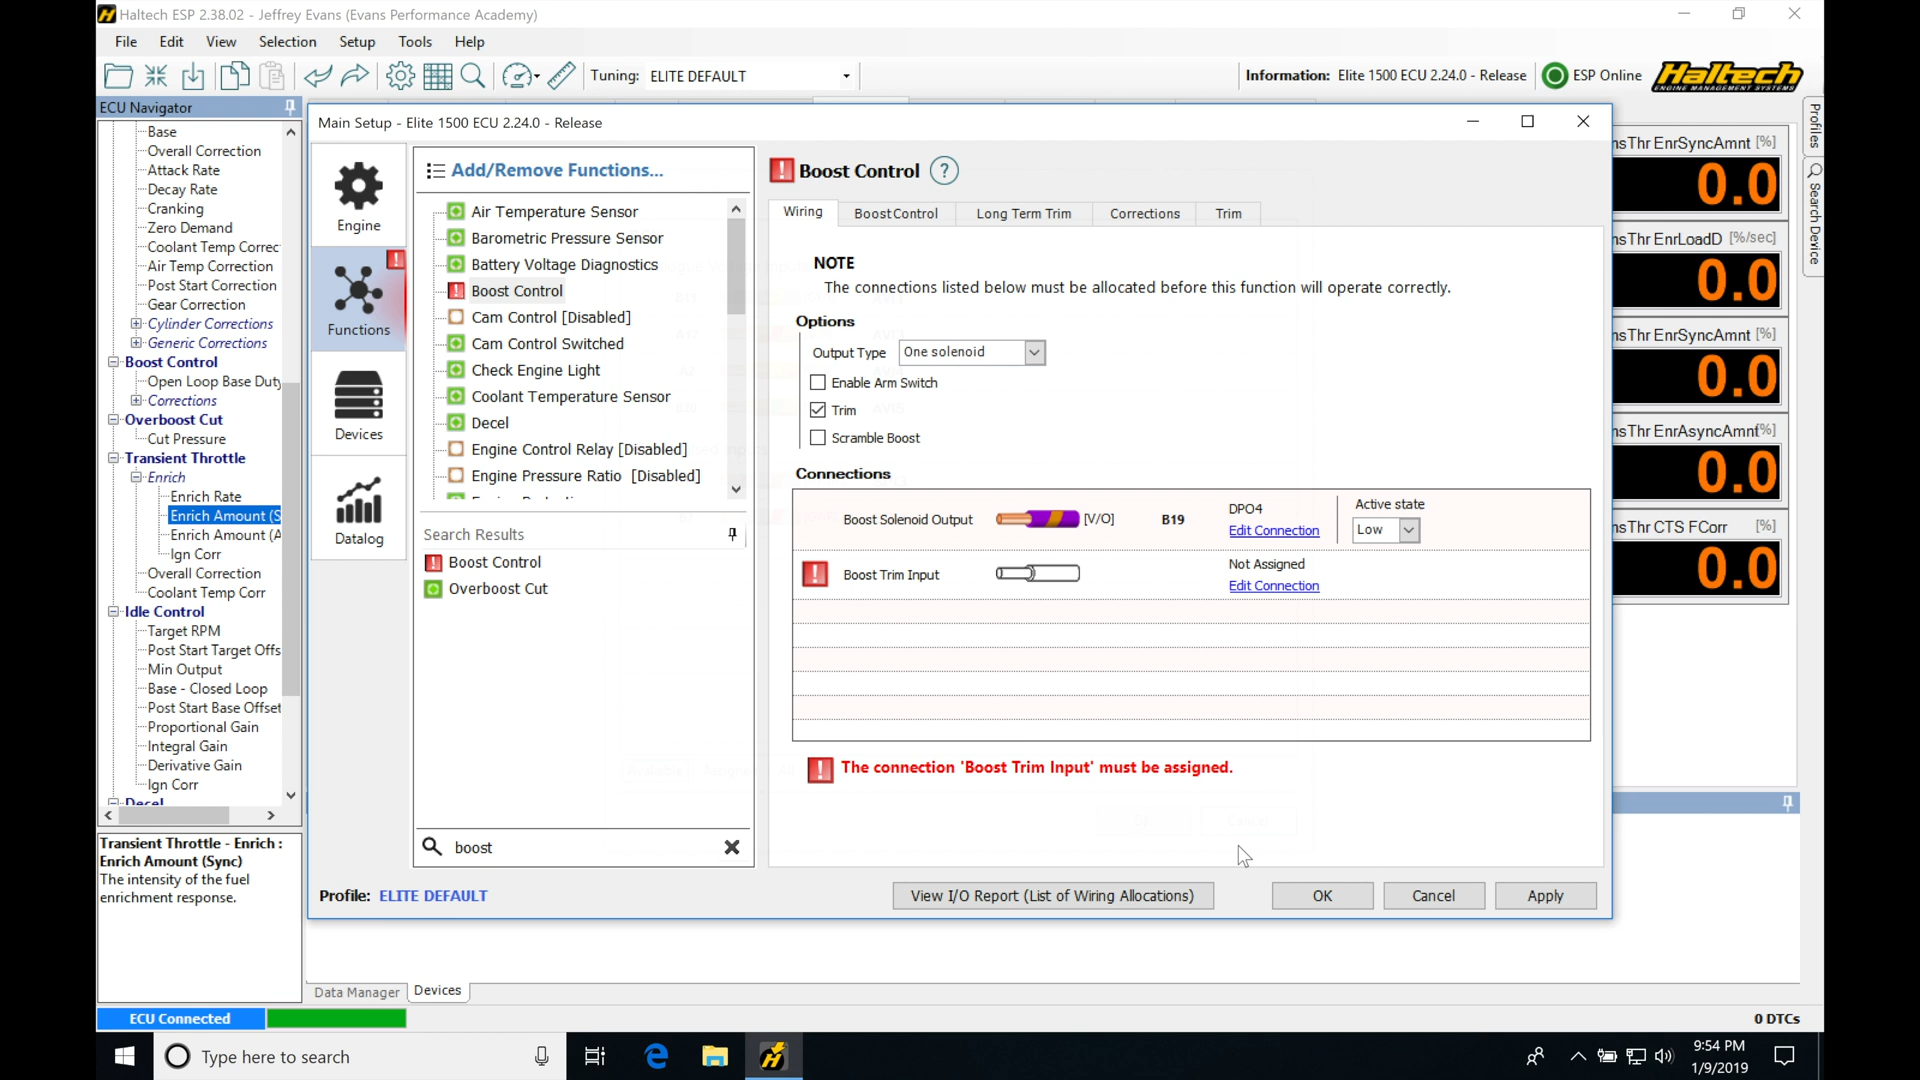 Haltech ESP 2.38.02 - Jeffrey Evans (Evans Performance Academy)
File Edit View Selection Setup Tools Help
Tuning: ELITE DEFAULT
Information: Elite 1500 ECU 2.24.0 - Release
ESP Online
Haltech
ENGINE MANAGEMENT SYSTEMS
ECU Navigator
Base
Overall Correction
Attack Rate
Decay Rate
Cranking
Zero Demand
Coolant Temp Correc
Air Temp Correction
Post Start Correction
Gear Correction
Cylinder Corrections
Generic Corrections
Boost Control
Open Loop Base Duty
Corrections
Overboost Cut
Cut Pressure
Transient Throttle
Enrich
Enrich Rate
Enrich Amount (S
Enrich Amount (A
Ign Corr
Overall Correction
Coolant Temp Corr
Idle Control
Target RPM
Post Start Target Offs
Min Output
Base - Closed Loop
Post Start Base Offset
Proportional Gain
Integral Gain
Derivative Gain
Ign Corr
Decel
Transient Throttle - Enrich :
Enrich Amount (Sync)
The intensity of the fuel
enrichment response.
Main Setup - Elite 1500 ECU 2.24.0 - Release
Engine
Functions
Devices
Datalog
Add/Remove Functions...
Air Temperature Sensor
Barometric Pressure Sensor
Battery Voltage Diagnostics
Boost Control
Cam Control [Disabled]
Cam Control Switched
Check Engine Light
Coolant Temperature Sensor
Decel
Engine Control Relay [Disabled]
Engine Pressure Ratio [Disabled]
Search Results
Boost Control
Overboost Cut
boost
Boost Control ?
Wiring BoostControl Long Term Trim Corrections Trim
NOTE
The connections listed below must be allocated before this function will operate correctly.
Options
Output Type One solenoid
Enable Arm Switch
Trim
Scramble Boost
Connections
Boost Solenoid Output [V/O] B19 DPO4 Edit Connection Active state Low
Boost Trim Input Not Assigned Edit Connection
The connection 'Boost Trim Input' must be assigned.
Profile: ELITE DEFAULT
View I/O Report (List of Wiring Allocations)
OK Cancel Apply
nsThr EnrSyncAmnt [%]
0.0
nsThr EnrLoadD [%/sec]
0.0
nsThr EnrSyncAmnt [%]
0.0
nsThr EnrAsyncAmnt [%]
0.0
nsThr CTS FCorr [%]
0.0
Profiles
Search Device
Data Manager Devices
ECU Connected
0 DTCs
Type here to search
9:54 PM
1/9/2019